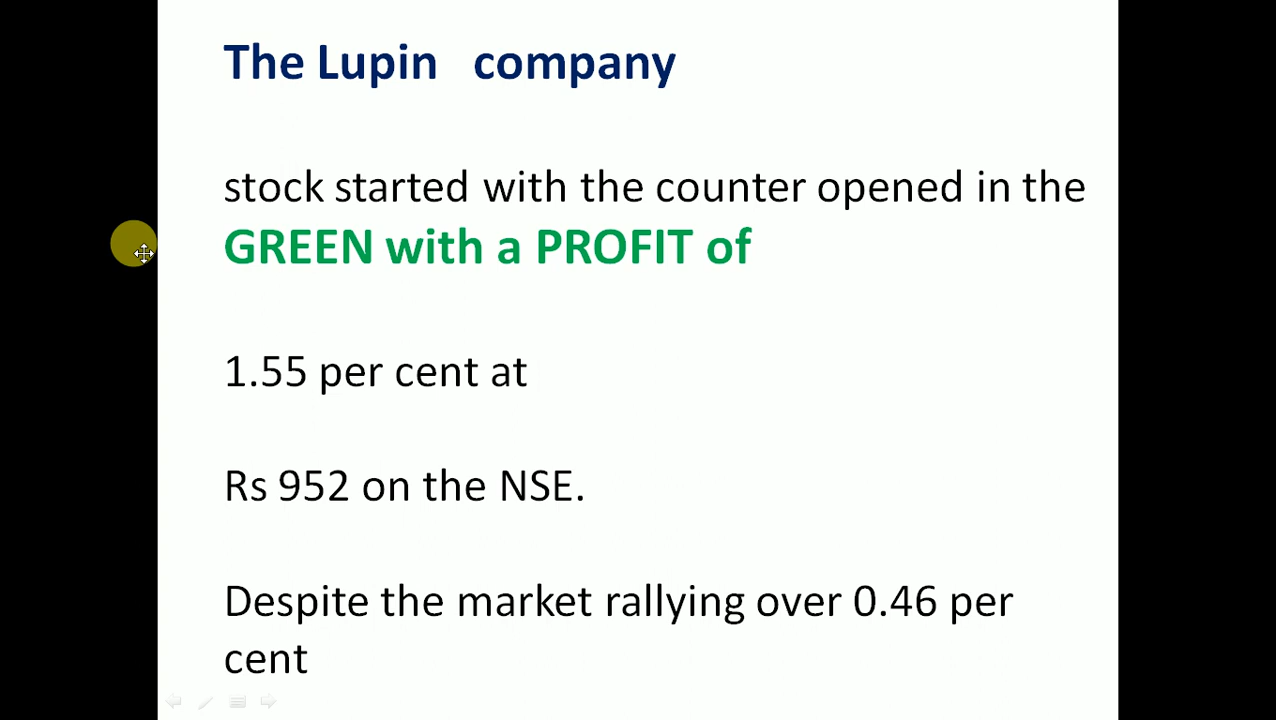 The Lupin company
stock started with the counter opened in the
GREEN with a PROFIT of
1.55 per cent at
Rs 952 on the NSE.
Despite the market rallying over 0.46 per
cent